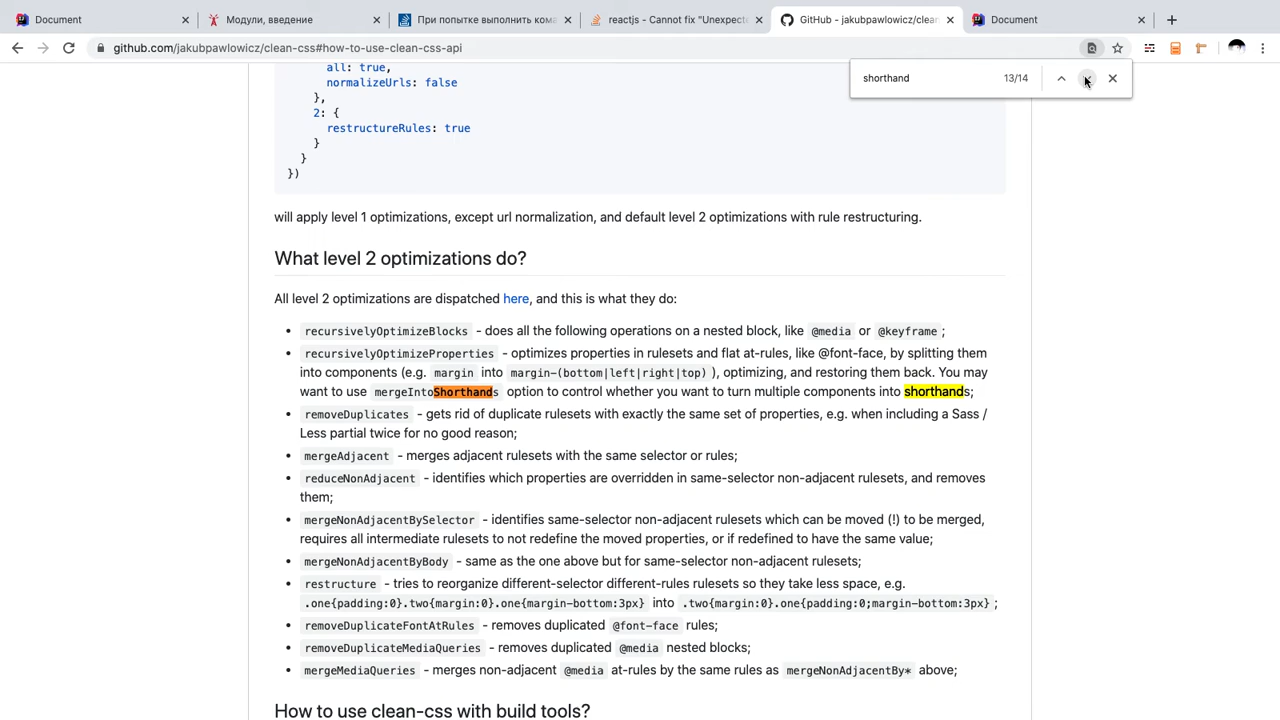 Document
Модули, введение
При попытке выполнить кома
reactjs - Cannot fix "Unexpecte
GitHub - jakubpawlowicz/clean-
Document
github.com/jakubpawlowicz/clean-css#how-to-use-clean-css-api
shorthand 13/14
all: true,
normalizeUrls: false
},
2: {
restructureRules: true
}
}
})
will apply level 1 optimizations, except url normalization, and default level 2 optimizations with rule restructuring.
What level 2 optimizations do?
All level 2 optimizations are dispatched here, and this is what they do:
• recursivelyOptimizeBlocks - does all the following operations on a nested block, like @media or @keyframe ;
• recursivelyOptimizeProperties - optimizes properties in rulesets and flat at-rules, like @font-face, by splitting them
into components (e.g. margin into margin-(bottom|left|right|top) ), optimizing, and restoring them back. You may
want to use mergeIntoShorthands option to control whether you want to turn multiple components into shorthands;
• removeDuplicates - gets rid of duplicate rulesets with exactly the same set of properties, e.g. when including a Sass /
Less partial twice for no good reason;
• mergeAdjacent - merges adjacent rulesets with the same selector or rules;
• reduceNonAdjacent - identifies which properties are overridden in same-selector non-adjacent rulesets, and removes
them;
• mergeNonAdjacentBySelector - identifies same-selector non-adjacent rulesets which can be moved (!) to be merged,
requires all intermediate rulesets to not redefine the moved properties, or if redefined to have the same value;
• mergeNonAdjacentByBody - same as the one above but for same-selector non-adjacent rulesets;
• restructure - tries to reorganize different-selector different-rules rulesets so they take less space, e.g.
.one{padding:0}.two{margin:0}.one{margin-bottom:3px} into .two{margin:0}.one{padding:0;margin-bottom:3px} ;
• removeDuplicateFontAtRules - removes duplicated @font-face rules;
• removeDuplicateMediaQueries - removes duplicated @media nested blocks;
• mergeMediaQueries - merges non-adjacent @media at-rules by the same rules as mergeNonAdjacentBy* above;
How to use clean-css with build tools?